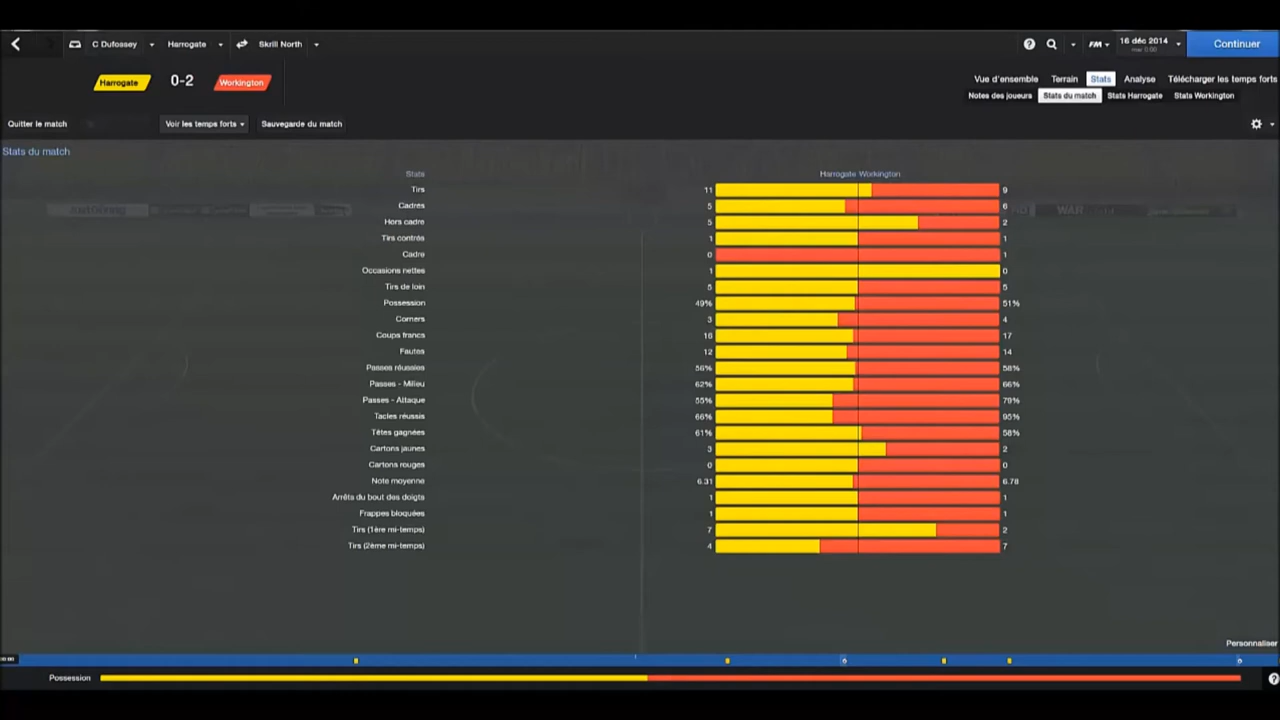 C Dufossey Harrogate Skrill North FM 16 déc 2014 Continuer
mar 0:00
Harrogate 0-2 Workington
Vue d'ensemble Terrain Stats Analyse Télécharger les temps forts
Notes des joueurs Stats du match Stats Harrogate Stats Workington
Quitter le match Voir les temps forts Sauvegarde du match
Stats du match
Stats Harrogate Workington
Tirs 11 9
Cadrés 5 6
Hors cadre 5 2
Tirs contrés 1 1
Cadre 0 1
Occasions nettes 1 0
Tirs de loin 5 5
Possession 49% 51%
Corners 3 4
Coups francs 16 17
Fautes 12 14
Passes réussies 56% 58%
Passes - Milieu 62% 66%
Passes - Attaque 55% 79%
Tacles réussis 66% 95%
Têtes gagnées 61% 58%
Cartons jaunes 3 2
Cartons rouges 0 0
Note moyenne 6.31 6.78
Arrêts du bout des doigts 1 1
Frappes bloquées 1 1
Tirs (1ère mi-temps) 7 2
Tirs (2ème mi-temps) 4 7
Personnaliser
Possession